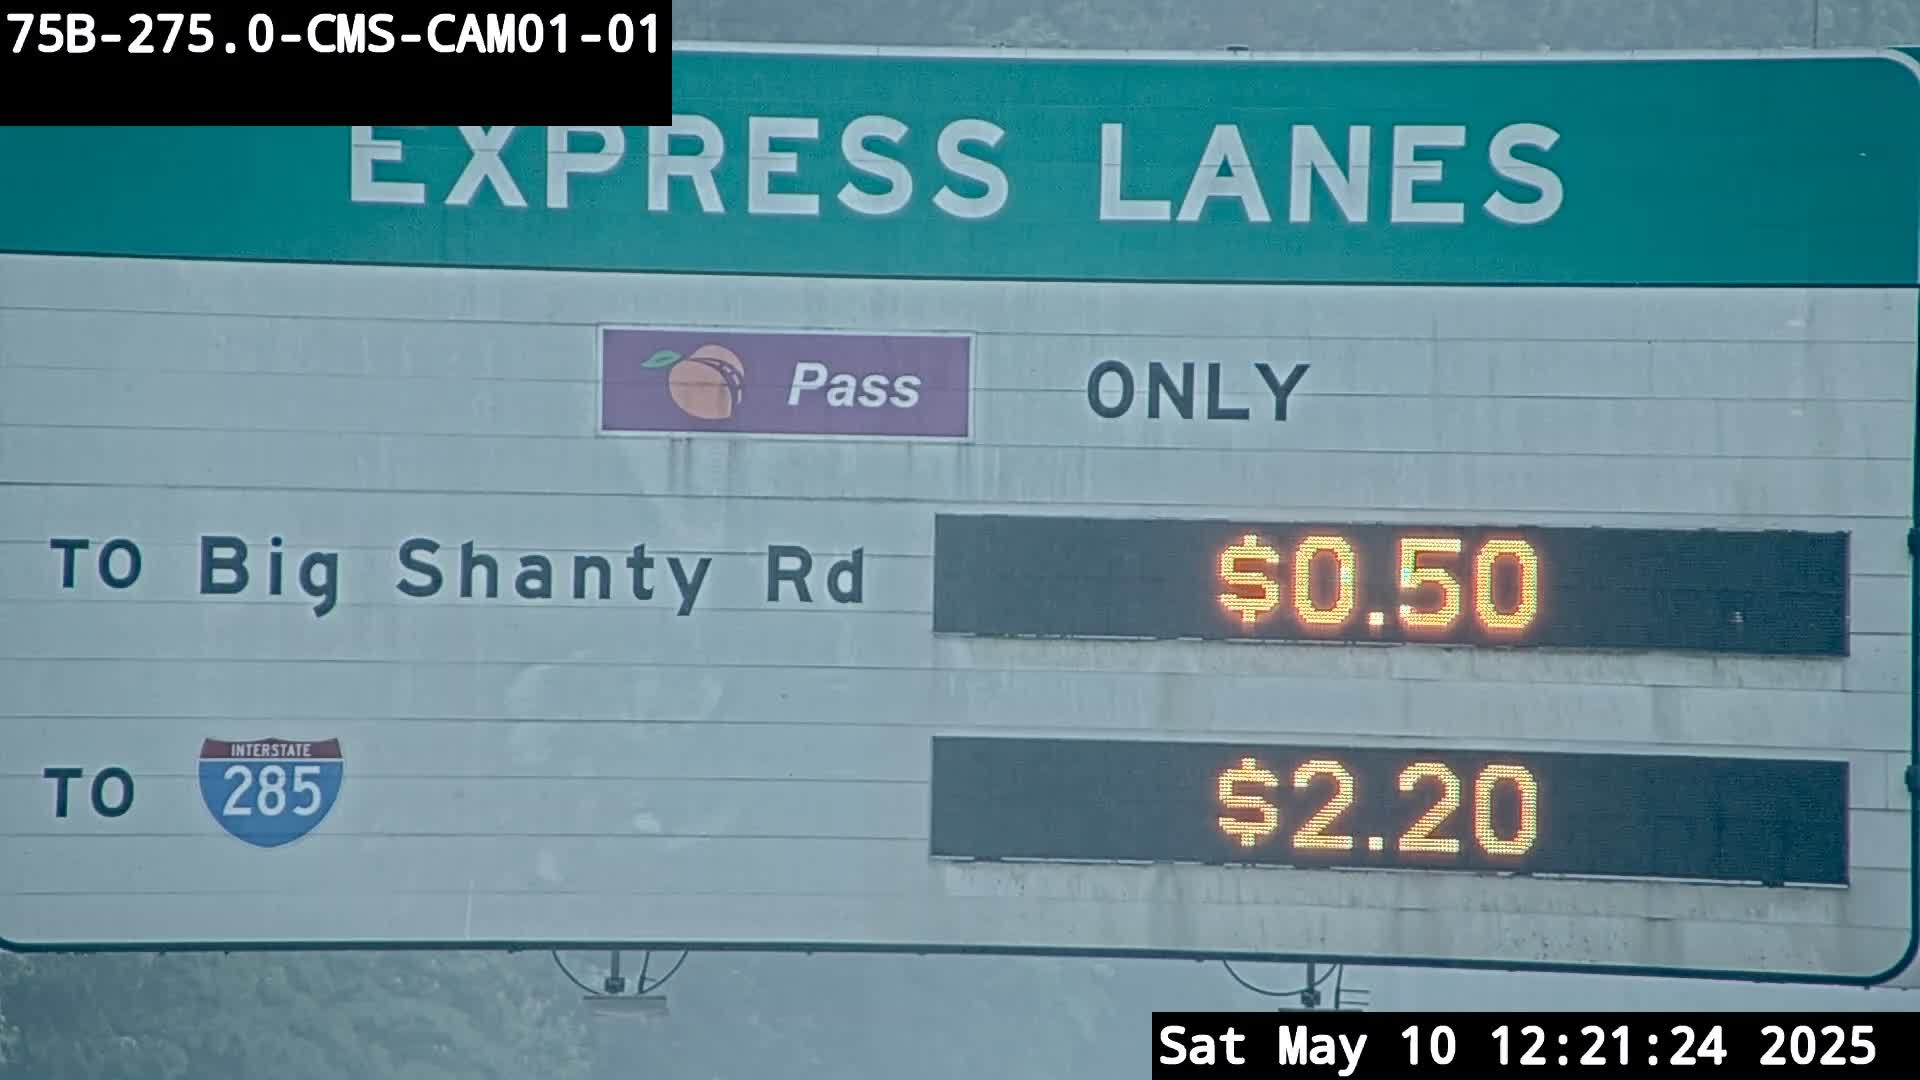 75B-275.0-CMS-CAM01-01
EXPRESS LANES
Pass ONLY
TO Big Shanty Rd $0.50
INTERSTATE
TO 285 $2.20
Sat May 10 12:21:24 2025